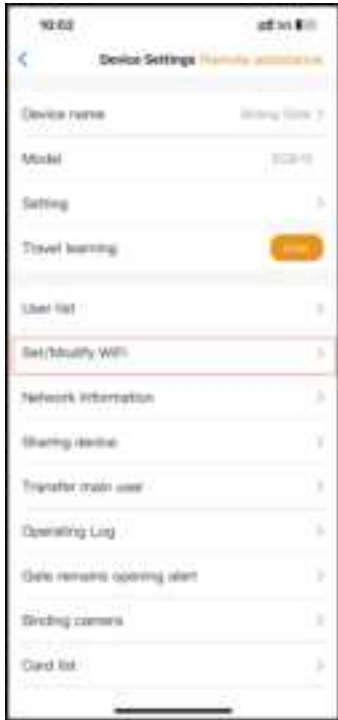 10:02
Device Settings Remote assistance
Device name
Model
Setting
Travel learning
User list
Set/Modify WiFi
Network information
Sharing device
Transfer main user
Operating Log
Gate remains opening alert
Binding camera
Card list